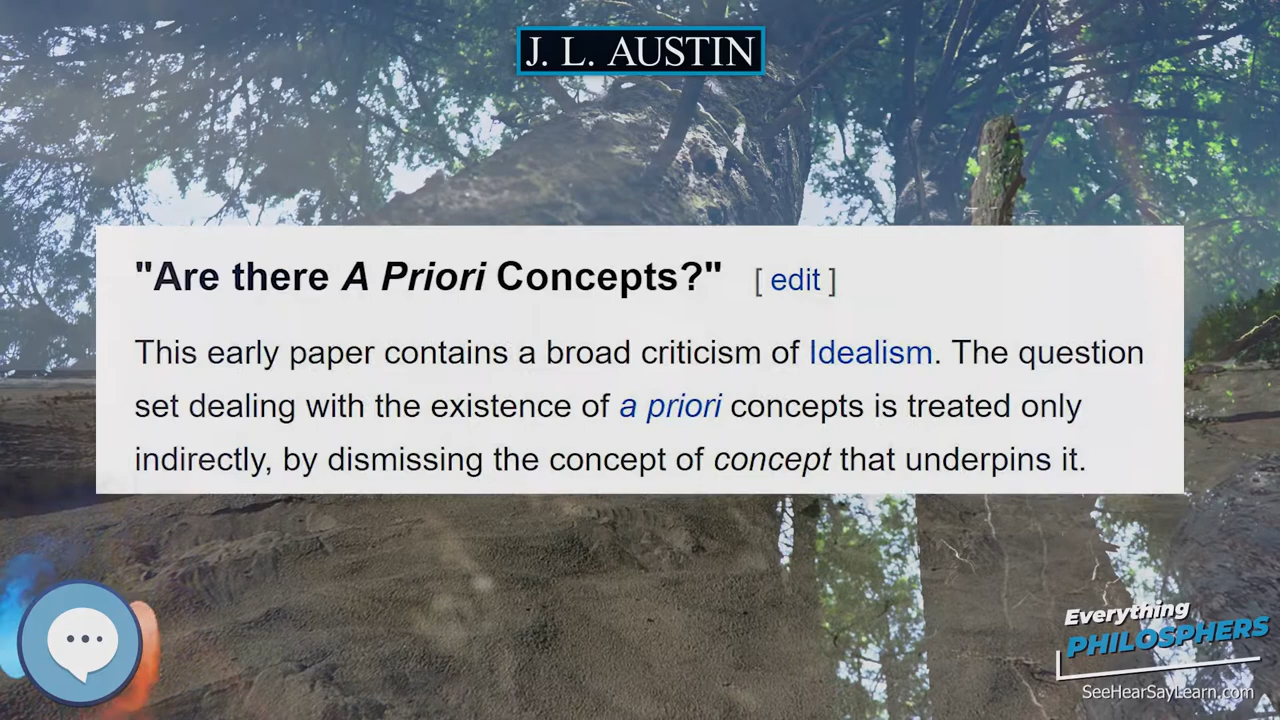 J. L. AUSTIN
"Are there A Priori Concepts?" [ edit ]
This early paper contains a broad criticism of Idealism. The question
set dealing with the existence of a priori concepts is treated only
indirectly, by dismissing the concept of concept that underpins it.
Everything
PHILOSPHERS
SeeHearSayLearn.com